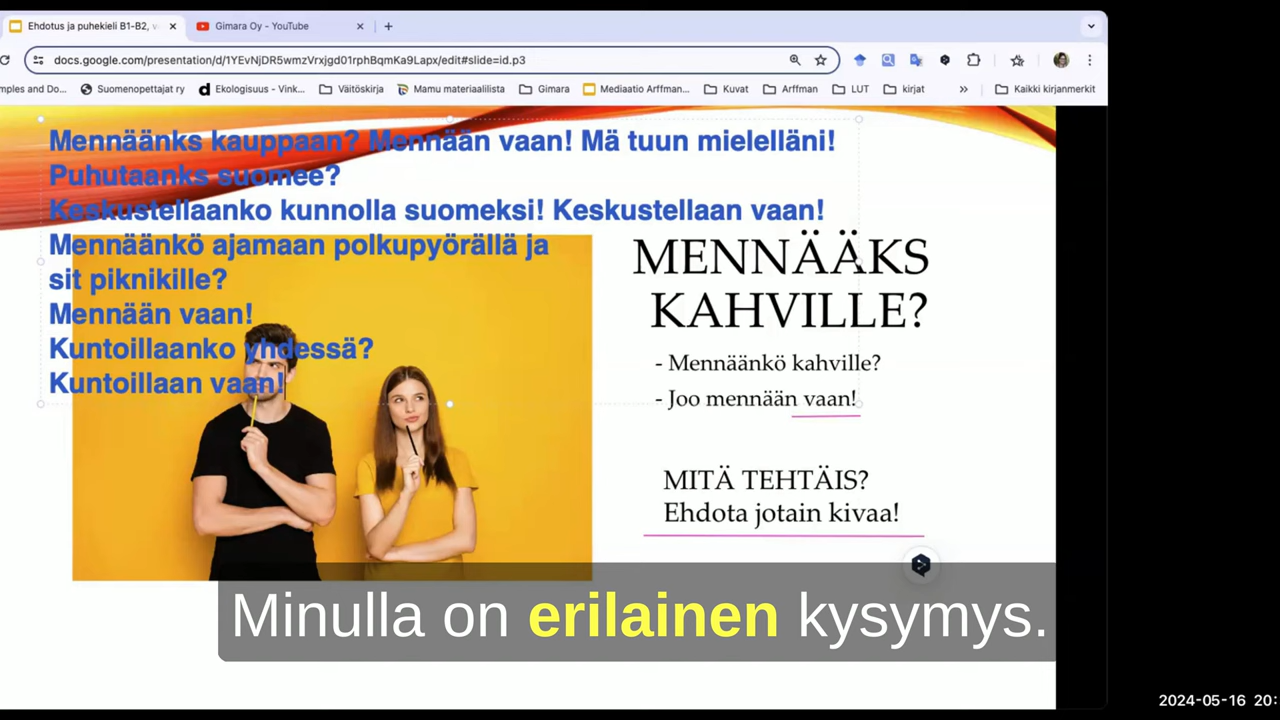 Ehdotus ja puhekieli B1-B2, v
Gimara Oy - YouTube
docs.google.com/presentation/d/1YEvNjDR5wmzVrxjgd01rphBqmKa9Lapx/edit#slide=id.p3
mples and Do...
Suomenopettajat ry
Ekologisuus - Vink...
Väitöskirja
Mamu materiaalilista
Gimara
Mediaatio Arffman...
Kuvat
Arffman
LUT
kirjat
»
Kaikki kirjanmerkit
Mennäänks kauppaan? Mennään vaan! Mä tuun mielelläni!
Puhutaanks suomee?
Keskustellaanko kunnolla suomeksi! Keskustellaan vaan!
Mennäänkö ajamaan polkupyörällä ja
sit piknikille?
Mennään vaan!
Kuntoillaanko yhdessä?
Kuntoillaan vaan!
MENNÄÄKS
KAHVILLE?
- Mennäänkö kahville?
- Joo mennään vaan!
MITÄ TEHTÄIS?
Ehdota jotain kivaa!
Minulla on erilainen kysymys.
2024-05-16 20: